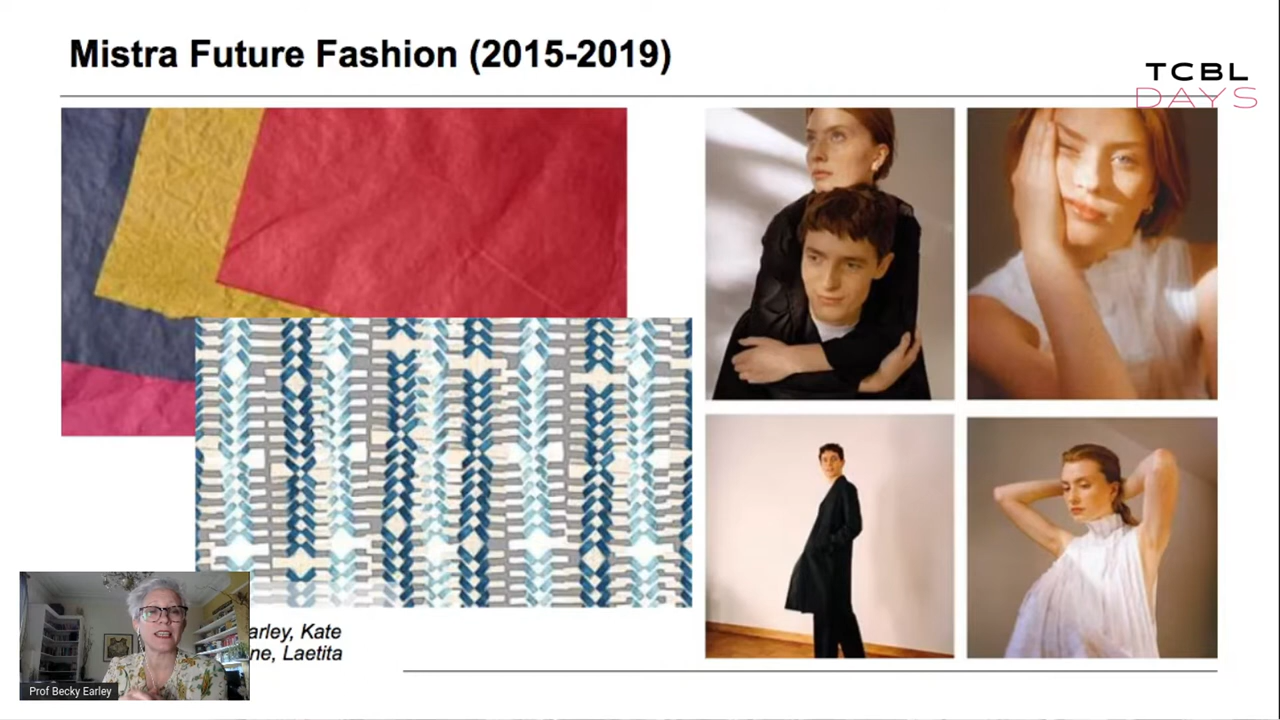 Mistra Future Fashion (2015-2019)
TCBL
DAYS
arley, Kate
ne, Laetita
Prof Becky Earley